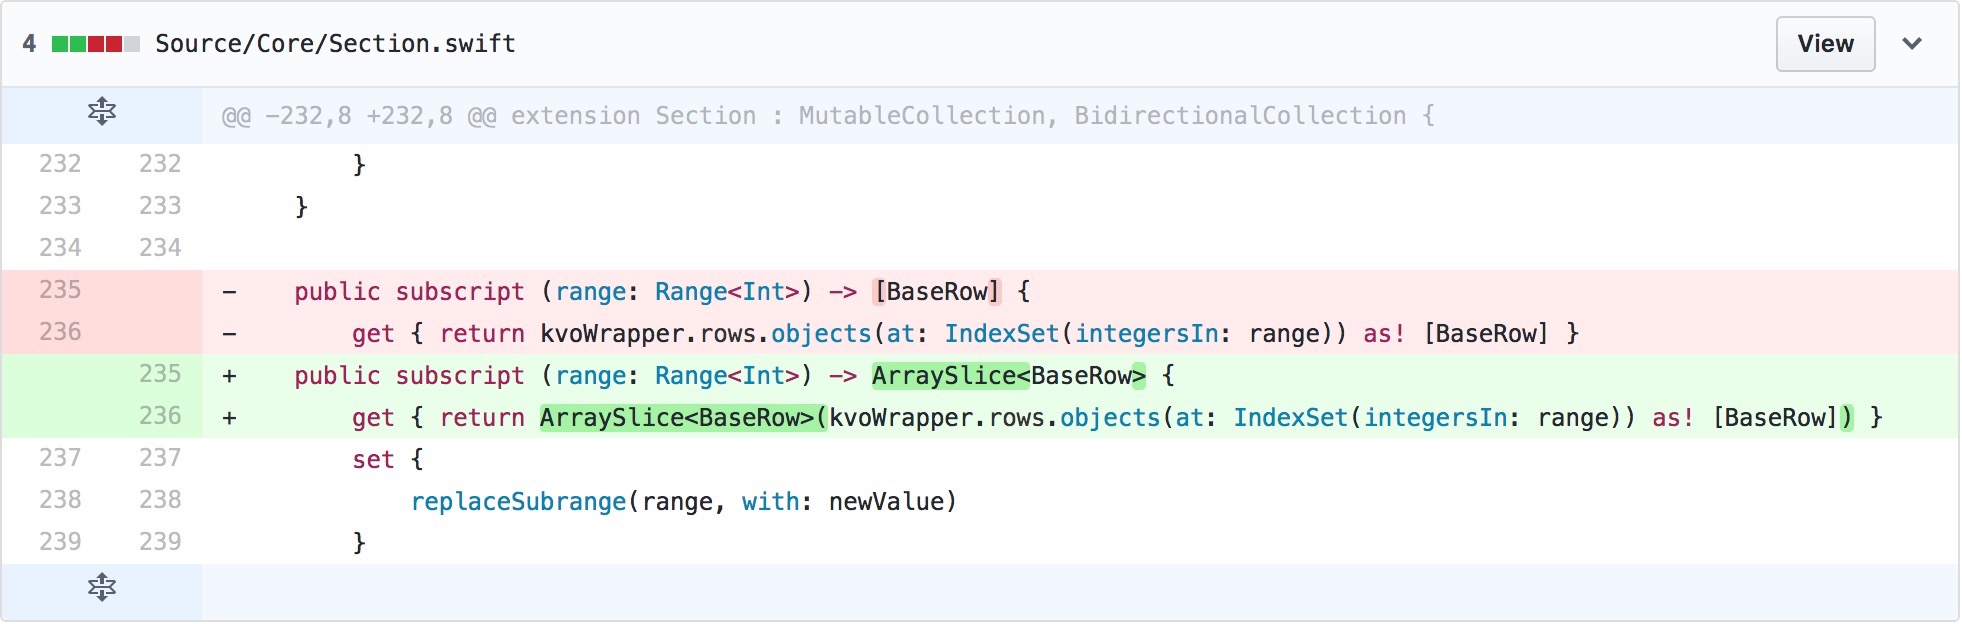 4 Source/Core/Section.swift View
@@ -232,8 +232,8 @@ extension Section : MutableCollection, BidirectionalCollection {
232 232         }
233 233     }
234 234
235 -    public subscript (range: Range<Int>) -> [BaseRow] {
236 -        get { return kvoWrapper.rows.objects(at: IndexSet(integersIn: range)) as! [BaseRow] }
235 +    public subscript (range: Range<Int>) -> ArraySlice<BaseRow> {
236 +        get { return ArraySlice<BaseRow>(kvoWrapper.rows.objects(at: IndexSet(integersIn: range)) as! [BaseRow]) }
237 237         set {
238 238             replaceSubrange(range, with: newValue)
239 239         }